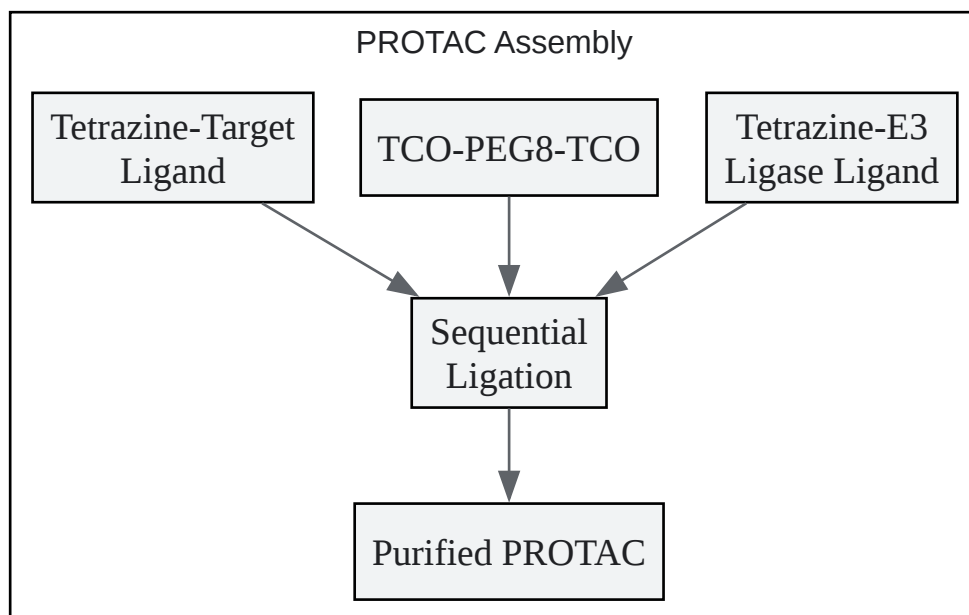 PROTAC Assembly
Tetrazine-Target
Ligand
TCO-PEG8-TCO
Tetrazine-E3
Ligase Ligand
Sequential
Ligation
Purified PROTAC